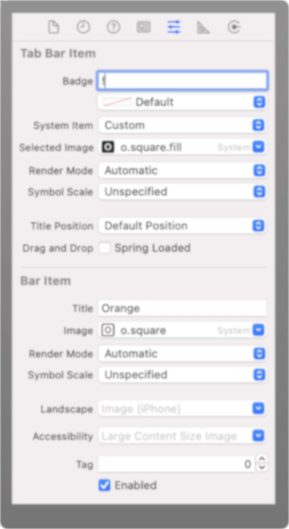 Tab Bar Item
Badge !
Default
System Item Custom
Selected Image o.square.fill System
Render Mode Automatic
Symbol Scale Unspecified
Title Position Default Position
Drag and Drop Spring Loaded
Bar Item
Title Orange
Image o.square System
Render Mode Automatic
Symbol Scale Unspecified
Landscape Image (iPhone)
Accessibility Large Content Size Image
Tag 0
Enabled